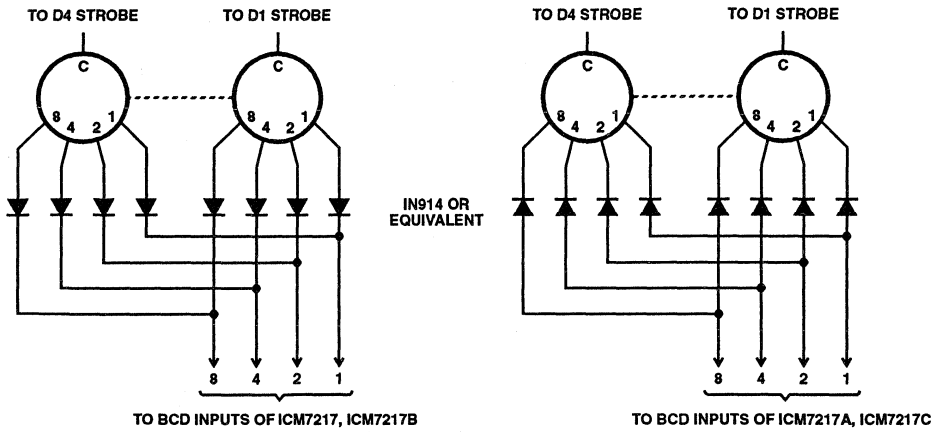 TO D4 STROBE TO D1 STROBE TO D4 STROBE TO D1 STROBE
C C C C
8 4 2 1 8 4 2 1 8 4 2 1 8 4 2 1
IN914 OR
EQUIVALENT
8 4 2 1 8 4 2 1
TO BCD INPUTS OF ICM7217, ICM7217B TO BCD INPUTS OF ICM7217A, ICM7217C